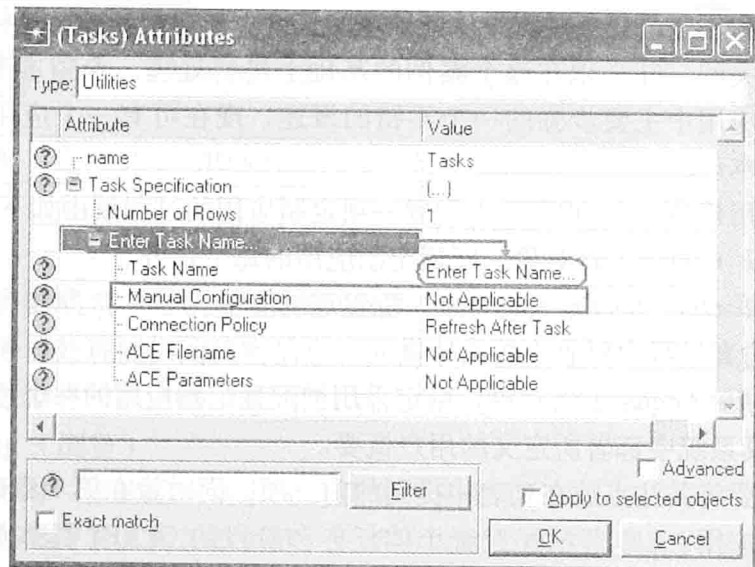 (Tasks) Attributes
Type: Utilities
Attribute Value
name Tasks
Task Specification (...)
Number of Rows 1
Enter Task Name...
Task Name Enter Task Name...
Manual Configuration Not Applicable
Connection Policy Refresh After Task
ACE Filename Not Applicable
ACE Parameters Not Applicable
Advanced
Filter
Apply to selected objects
Exact match
OK Cancel